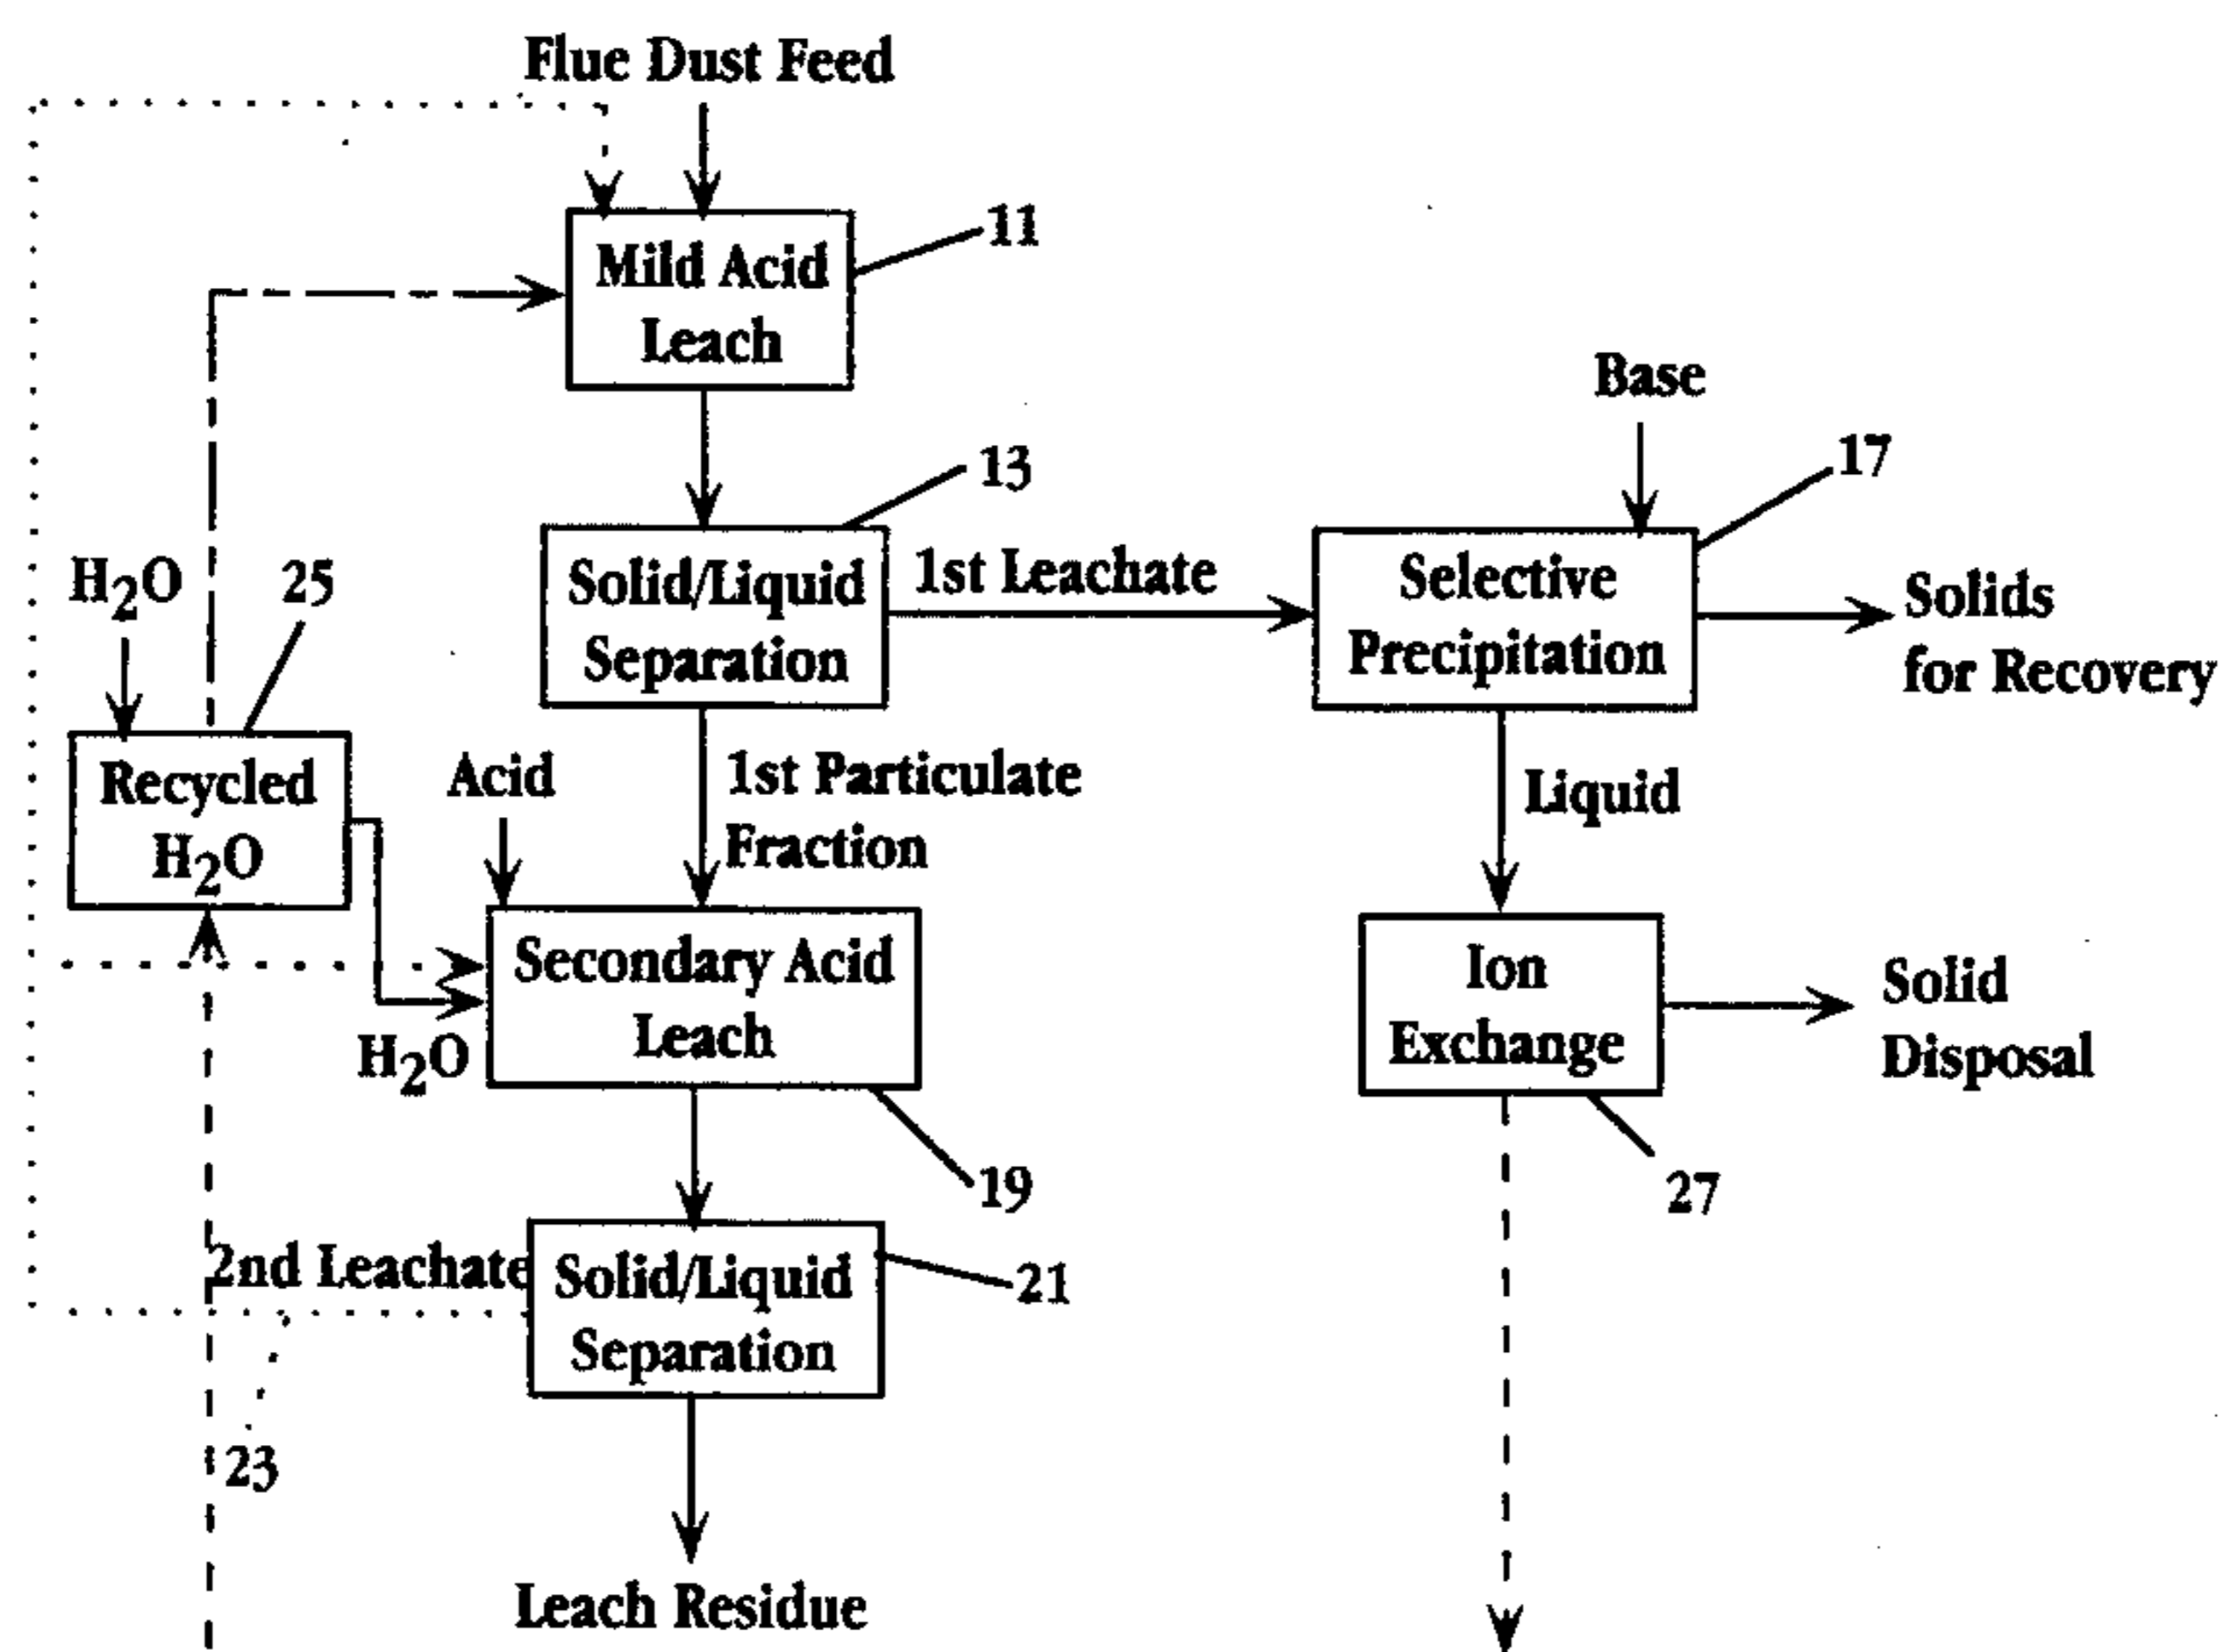 Flue Dust Feed
Mild Acid
Leach
11
Base
13
17
Solid/Liquid
Separation
1st Leachate
Selective
Precipitation
Solids
for Recovery
H2O
25
Recycled
H2O
Acid
1st Particulate
Fraction
Liquid
Secondary Acid
Leach
H2O
19
Ion
Exchange
Solid
Disposal
27
2nd Leachate
Solid/Liquid
Separation
21
23
Leach Residue